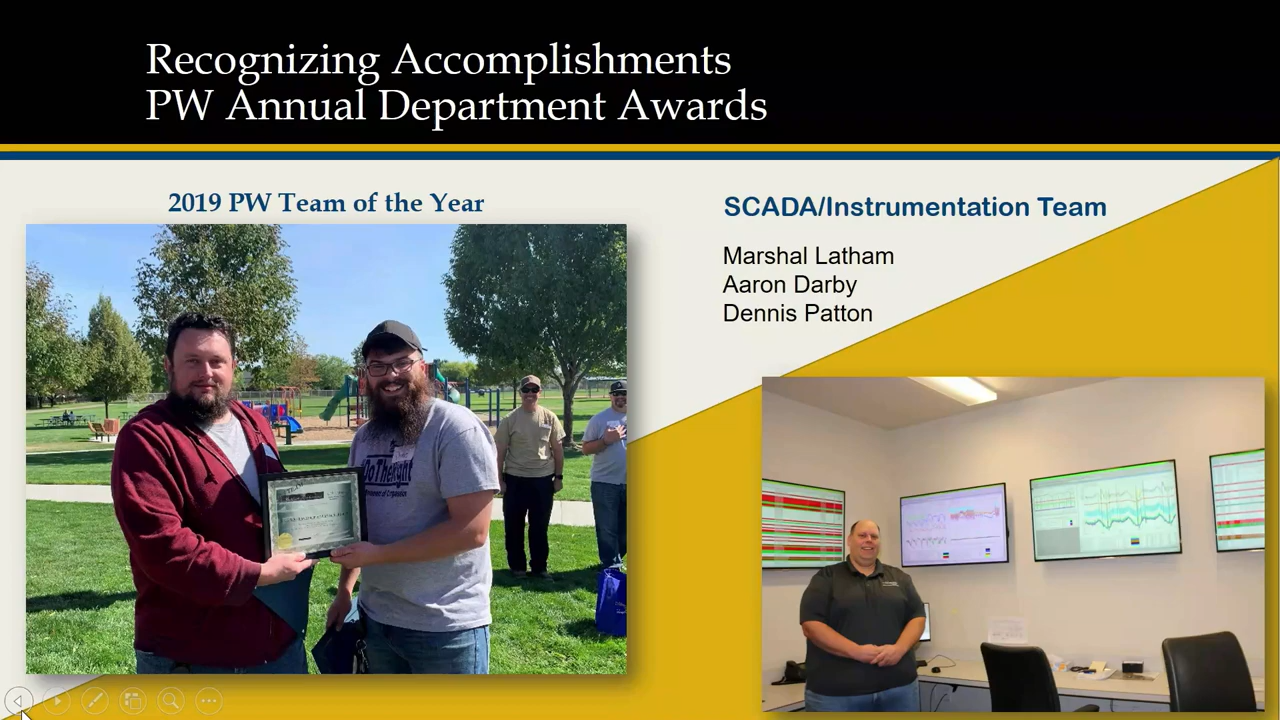 Recognizing Accomplishments
PW Annual Department Awards
2019 PW Team of the Year
SCADA/Instrumentation Team
Marshal Latham
Aaron Darby
Dennis Patton